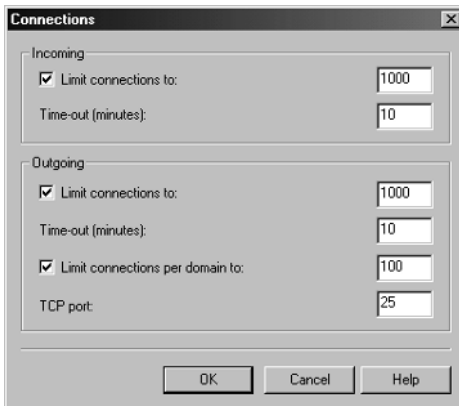 Connections
Incoming
Limit connections to: 1000
Time-out (minutes): 10
Outgoing
Limit connections to: 1000
Time-out (minutes): 10
Limit connections per domain to: 100
TCP port: 25
OK Cancel Help